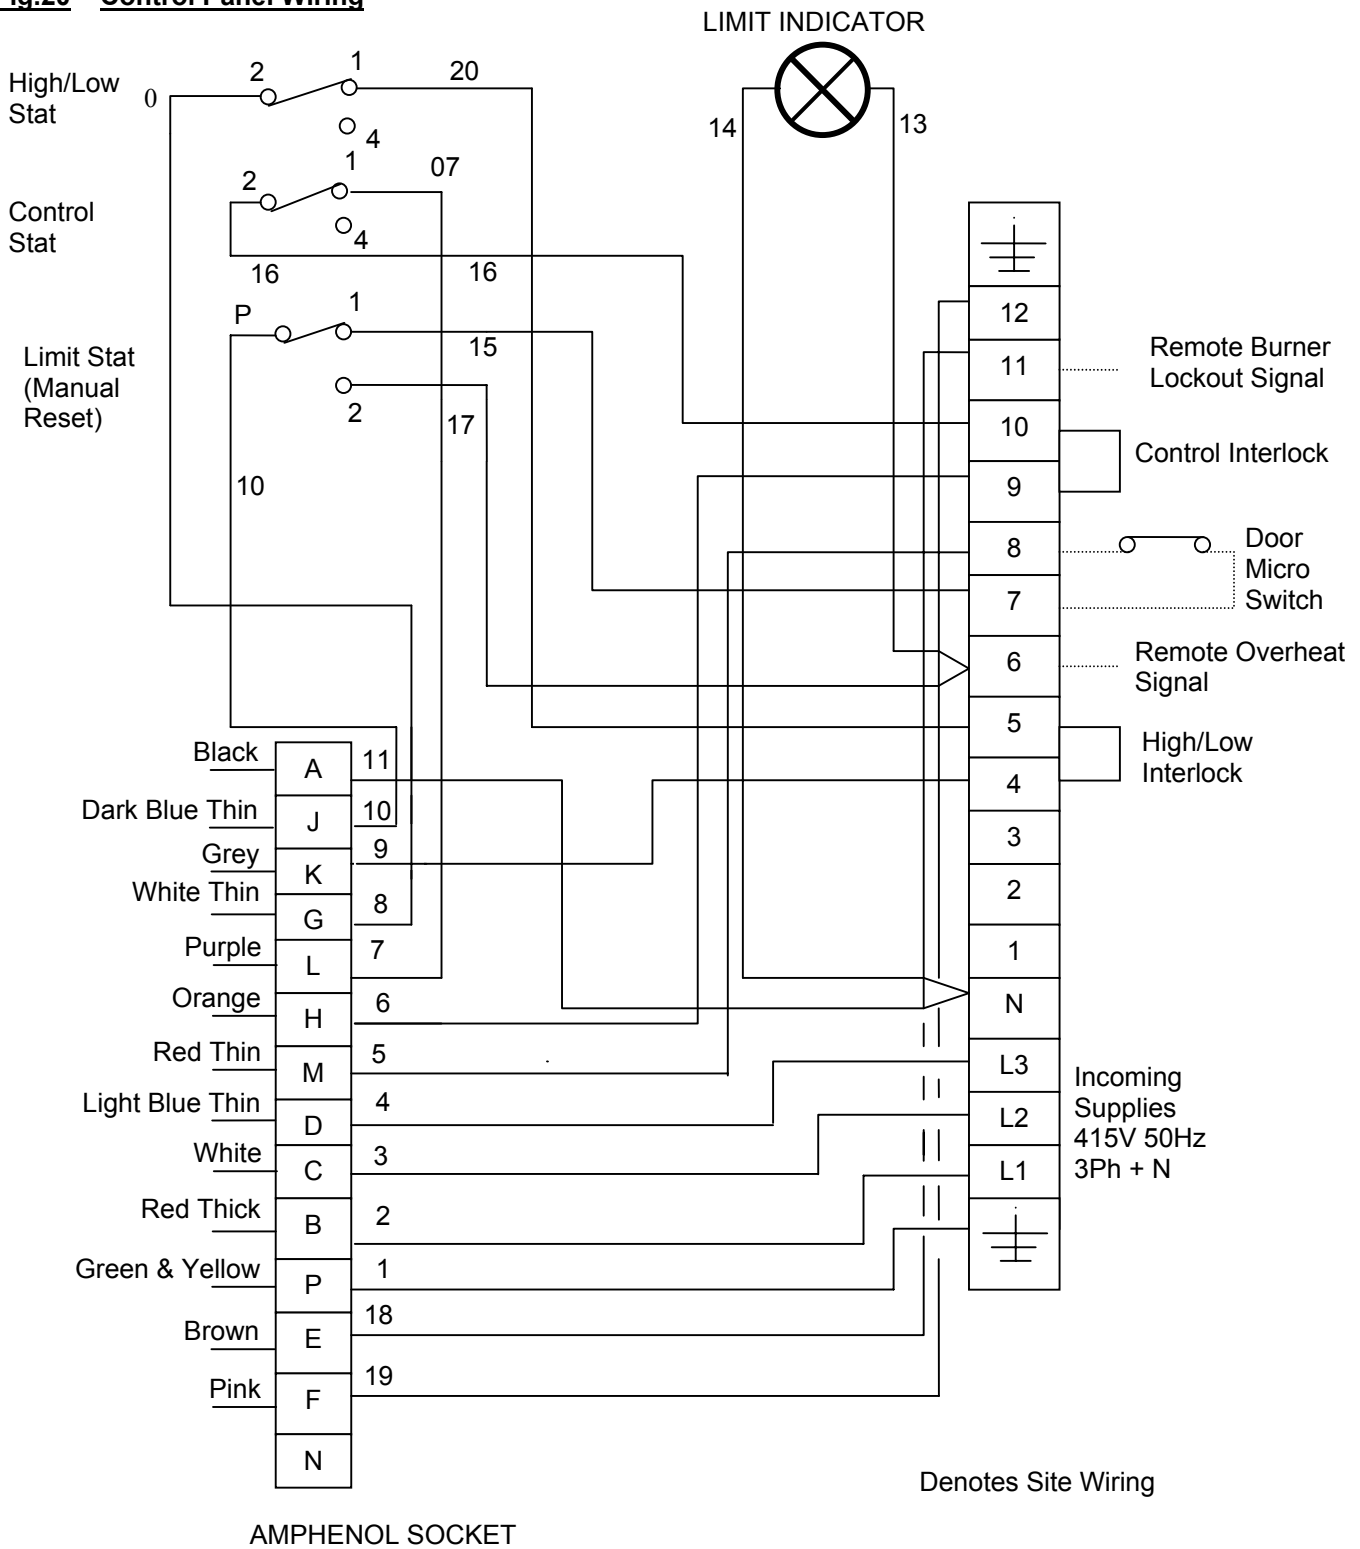 Control Panel Wiring
LIMIT INDICATOR
High/Low
Stat
0
2
1
20
4
14
13
Control
Stat
2
1
07
4
16
16
Limit Stat
(Manual
Reset)
P
1
15
2
17
10
12
11
10
9
8
7
6
5
4
3
2
1
N
L3
L2
L1
Remote Burner
Lockout Signal
Control Interlock
Door
Micro
Switch
Remote Overheat
Signal
High/Low
Interlock
Incoming
Supplies
415V 50Hz
3Ph + N
Black A 11
Dark Blue Thin J 10
Grey K 9
White Thin G 8
Purple L 7
Orange H 6
Red Thin M 5
Light Blue Thin D 4
White C 3
Red Thick B 2
Green & Yellow P 1
Brown E 18
Pink F 19
N
Denotes Site Wiring
AMPHENOL SOCKET